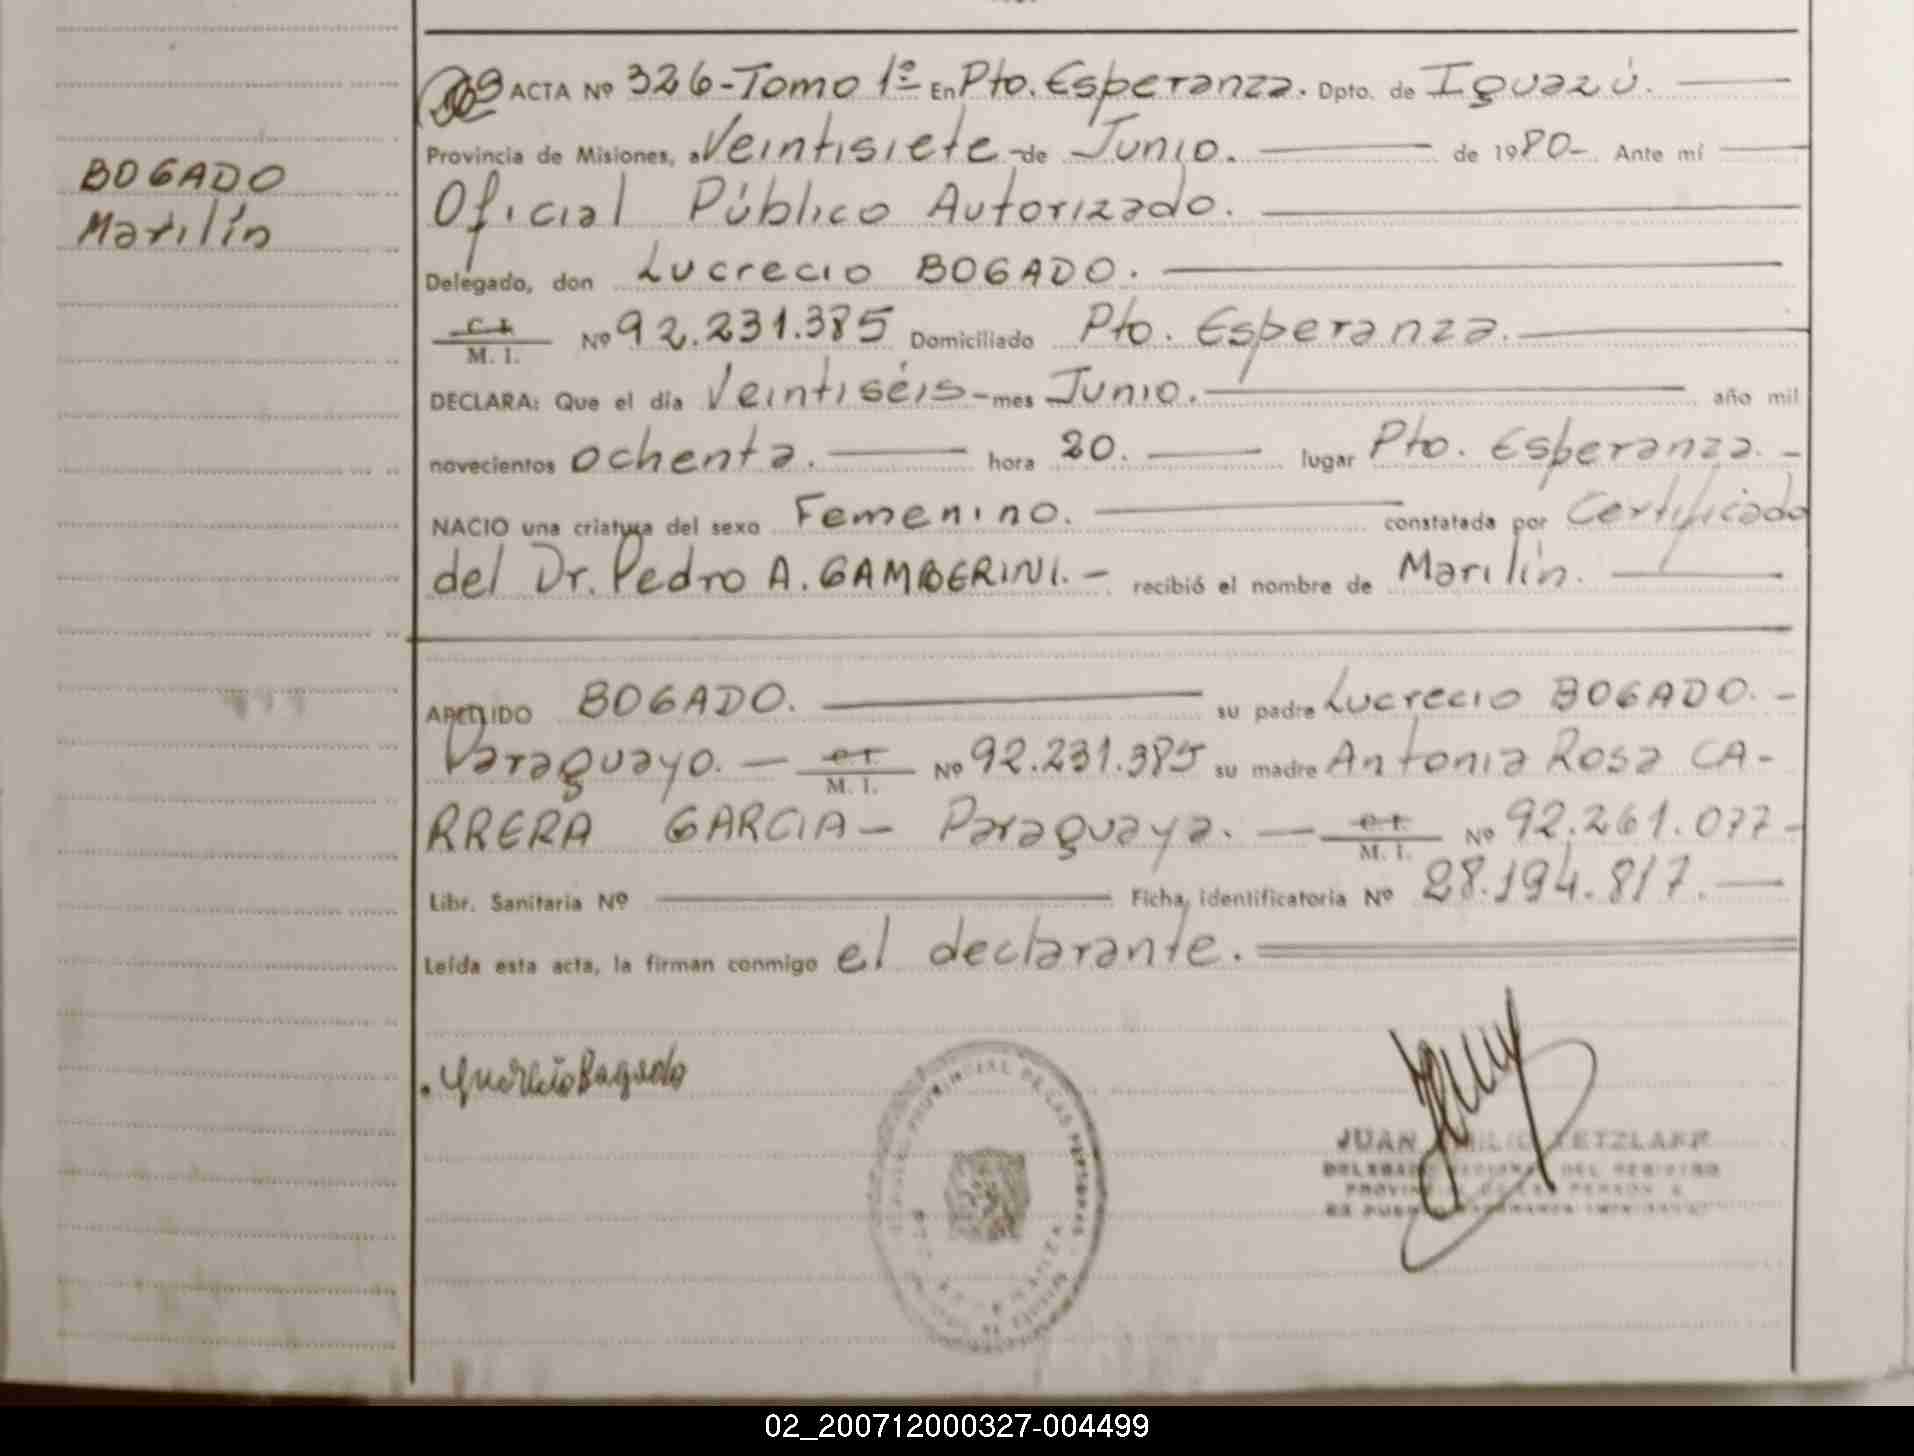 BOGADO
Marilín
ACTA Nº 326-Tomo 1º En Pto. Esperanza. Dpto. de Iguazú.
Provincia de Misiones, a Veintisiete - de Junio. de 1980-. Ante mí
Oficial Público Autorizado.
Delegado, don Lucrecio BOGADO.
C. I.
M. I. Nº 92.231.385 Domiciliado Pto. Esperanza.
DECLARA: Que el día Veintiséis - mes Junio. año mil
novecientos ochenta. hora 20. lugar Pto. Esperanza. -
NACIO una criatura del sexo Femenino. constatada por Certificado
del Dr. Pedro A. GAMBERINI. - recibió el nombre de Marilín.
APELLIDO BOGADO. su padre Lucrecio BOGADO. -
Paraguayo. - C. I.
M. I. Nº 92.231.385 su madre Antonia Rosa CA-
RRERA GARCIA - Paraguaya. - C. I.
M. I. Nº 92.261.077 -
Libr. Sanitaria Nº Ficha identificatoria Nº 28.194.817.
Leída esta acta, la firman conmigo el declarante.
PROVINCIAL DE LAS PERSONAS
JUAN
DEL REGISTRO
02_200712000327-004499